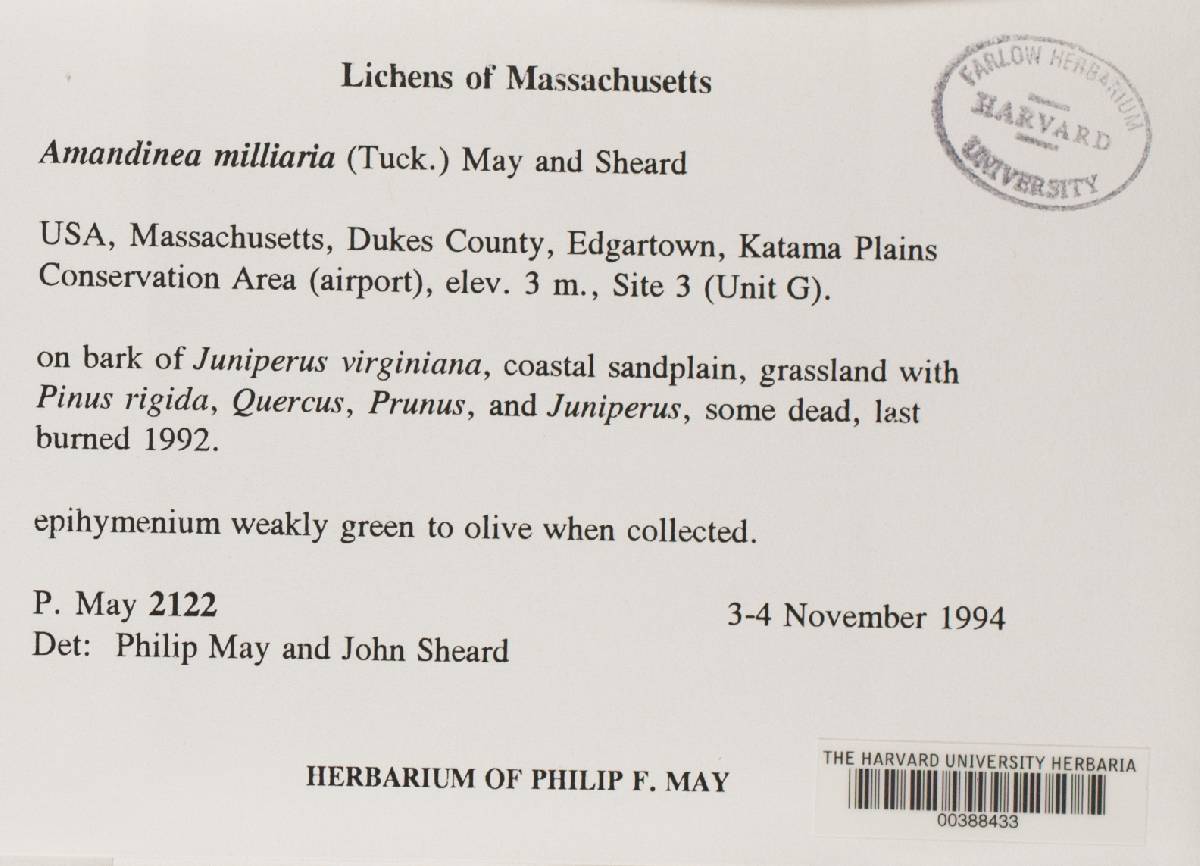 Lichens of Massachusetts
FARLOW HERBARIUM
HARVARD
UNIVERSITY
Amandinea milliaria (Tuck.) May and Sheard
USA, Massachusetts, Dukes County, Edgartown, Katama Plains
Conservation Area (airport), elev. 3 m., Site 3 (Unit G).
on bark of Juniperus virginiana, coastal sandplain, grassland with
Pinus rigida, Quercus, Prunus, and Juniperus, some dead, last
burned 1992.
epihymenium weakly green to olive when collected.
P. May 2122
3-4 November 1994
Det: Philip May and John Sheard
HERBARIUM OF PHILIP F. MAY
THE HARVARD UNIVERSITY HERBARIA
00388433